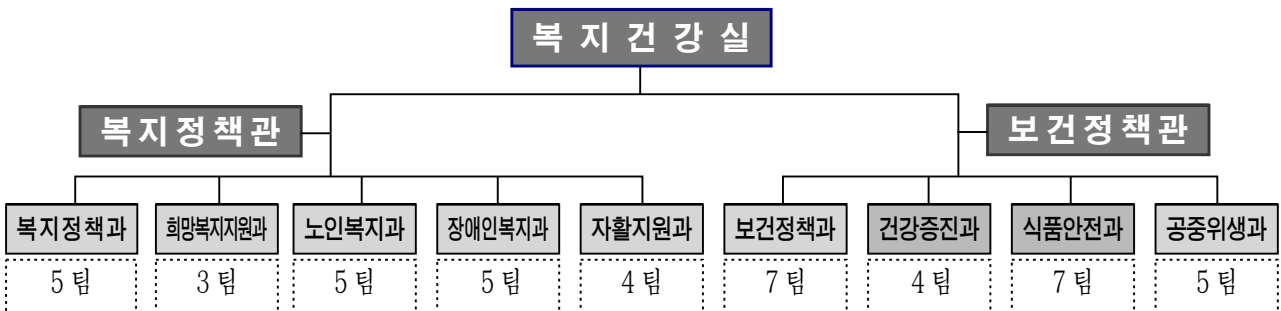 복지건강실
복지정책관 보건정책관
복지정책과 희망복지지원과 노인복지과 장애인복지과 자활지원과 보건정책과 건강증진과 식품안전과 공중위생과
5팀 3팀 5팀 5팀 4팀 7팀 4팀 7팀 5팀